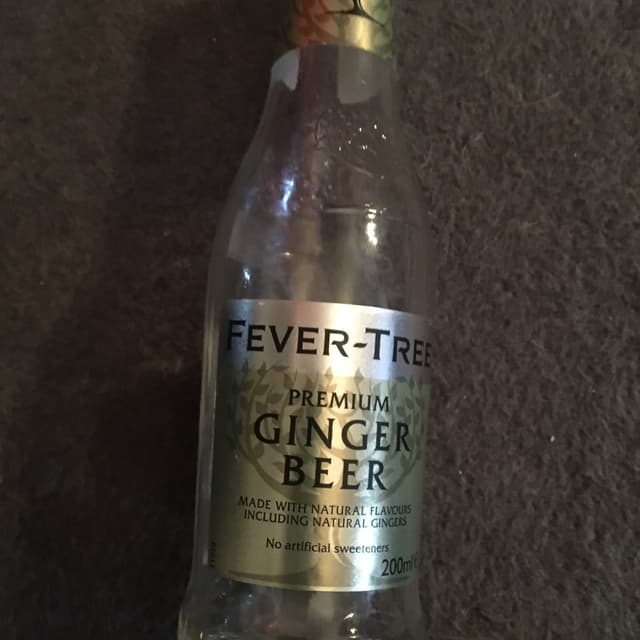 FEVER-TREE
PREMIUM
GINGER
BEER
MADE WITH NATURAL FLAVOURS
INCLUDING NATURAL GINGERS
No artificial sweeteners
200ml e